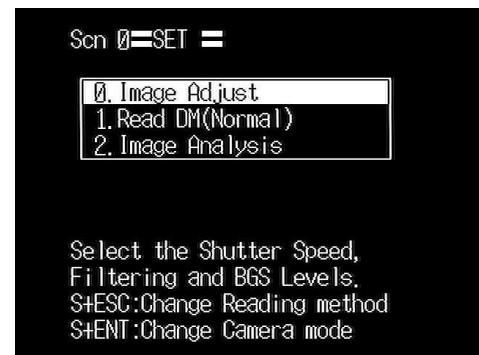 Scn 0=SET =
0. Image Adjust
1. Read DM(Normal)
2. Image Analysis
Select the Shutter Speed,
Filtering and BGS Levels.
S+ESC:Change Reading method
S+ENT:Change Camera mode